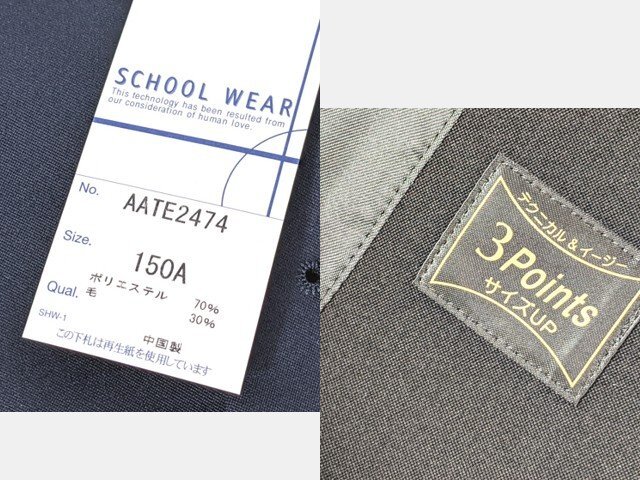 SCHOOL WEAR
This technology has been resulted from
our consideration of human love.
No. AATE2474
Size. 150A
Qual. ポリエステル 70%
毛 30%
SHW-1
中国製
この下札は再生紙を使用しています
テクニカル&イージー
3Points
サイズUP